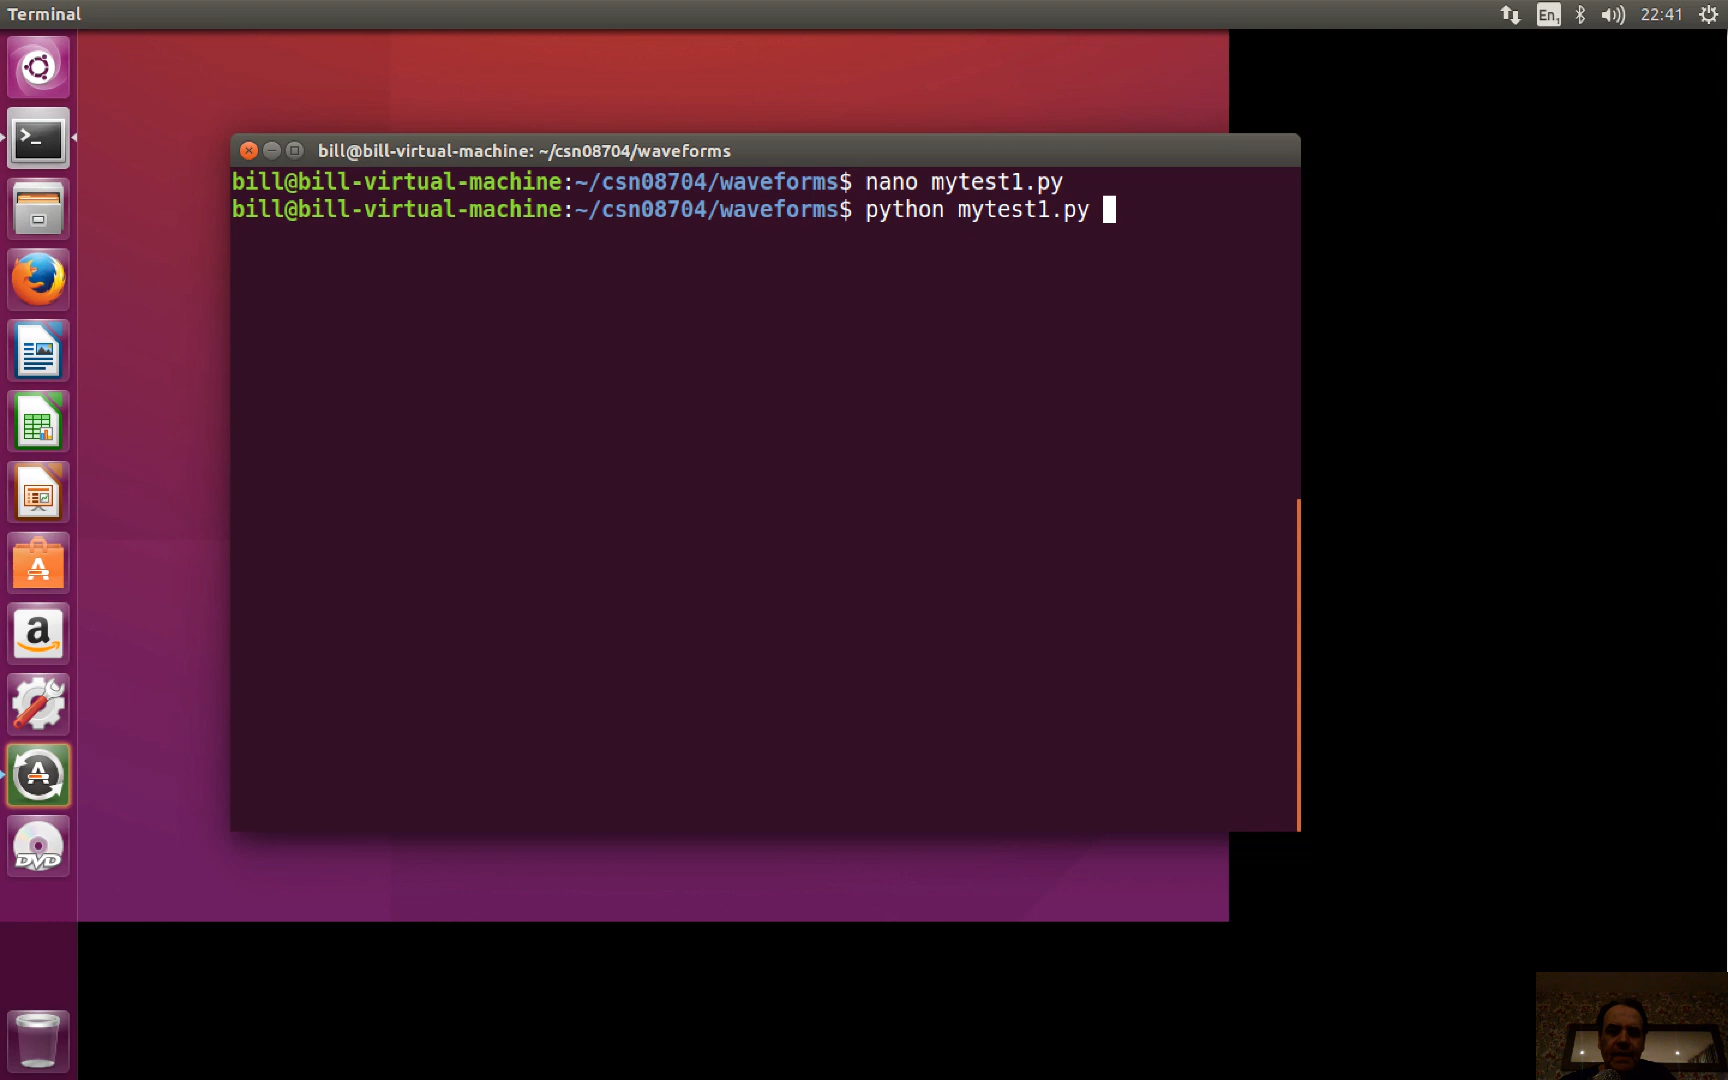 Terminal
En1
22:41
bill@bill-virtual-machine: ~/csn08704/waveforms
bill@bill-virtual-machine:~/csn08704/waveforms$ nano mytest1.py
bill@bill-virtual-machine:~/csn08704/waveforms$ python mytest1.py
>_
A
a
A
DVD